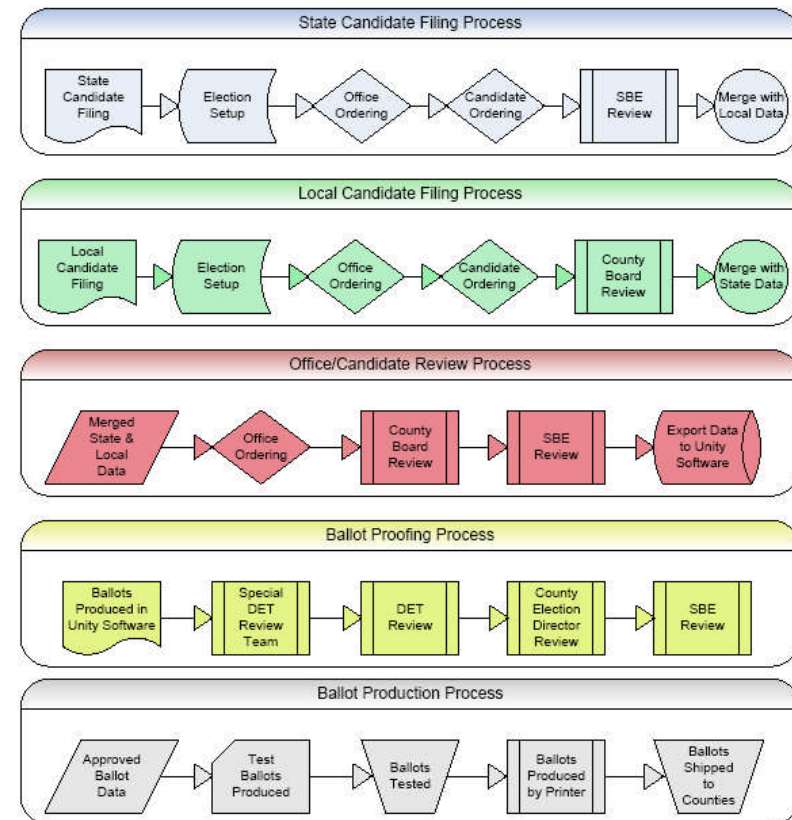 State Candidate Filing Process
State
Candidate
Filing
Election
Setup
Office
Ordering
Candidate
Ordering
SBE
Review
Merge with
Local Data
Local Candidate Filing Process
Local
Candidate
Filing
Election
Setup
Office
Ordering
Candidate
Ordering
County
Board
Review
Merge with
State Data
Office/Candidate Review Process
Merged
State &
Local
Data
Office
Ordering
County
Board
Review
SBE
Review
Export Data
to Unity
Software
Ballot Proofing Process
Ballots
Produced in
Unity Software
Special
DET
Review
Team
DET
Review
County
Election
Director
Review
SBE
Review
Ballot Production Process
Approved
Ballot
Data
Test
Ballots
Produced
Ballots
Tested
Ballots
Produced
by Printer
Ballots
Shipped
to
Counties